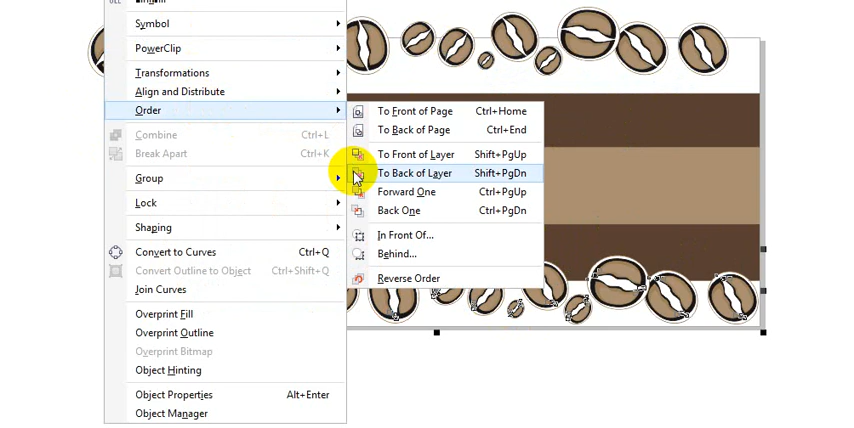 Symbol
PowerClip
Transformations
Align and Distribute
Order
Combine Ctrl+L
Break Apart Ctrl+K
Group
Lock
Shaping
Convert to Curves Ctrl+Q
Convert Outline to Object Ctrl+Shift+Q
Join Curves
Overprint Fill
Overprint Outline
Overprint Bitmap
Object Hinting
Object Properties Alt+Enter
Object Manager
To Front of Page Ctrl+Home
To Back of Page Ctrl+End
To Front of Layer Shift+PgUp
To Back of Layer Shift+PgDn
Forward One Ctrl+PgUp
Back One Ctrl+PgDn
In Front Of...
Behind...
Reverse Order